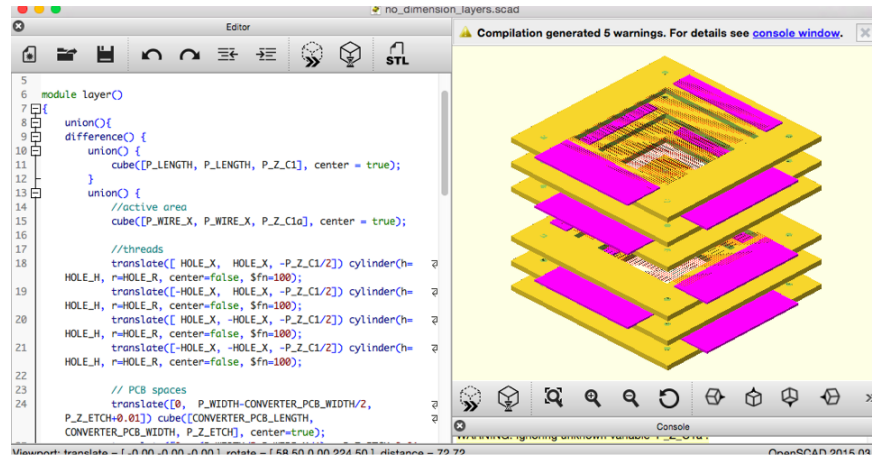 no_dimension_layers.scad
Editor
Compilation generated 5 warnings. For details see console window.
STL
5
6 module layer()
7 {
8 union(){
9 difference() {
10 union() {
11 cube([P_LENGTH, P_LENGTH, P_Z_C1], center = true);
12 }
13 union() {
14 //active area
15 cube([P_WIRE_X, P_WIRE_X, P_Z_C1a], center = true);
16
17 //threads
18 translate([ HOLE_X, HOLE_X, -P_Z_C1/2]) cylinder(h=
HOLE_H, r=HOLE_R, center=false, $fn=100);
19 translate([-HOLE_X, HOLE_X, -P_Z_C1/2]) cylinder(h=
HOLE_H, r=HOLE_R, center=false, $fn=100);
20 translate([ HOLE_X, -HOLE_X, -P_Z_C1/2]) cylinder(h=
HOLE_H, r=HOLE_R, center=false, $fn=100);
21 translate([-HOLE_X, -HOLE_X, -P_Z_C1/2]) cylinder(h=
HOLE_H, r=HOLE_R, center=false, $fn=100);
22
23 // PCB spaces
24 translate([0, P_WIDTH-CONVERTER_PCB_WIDTH/2,
P_Z_ETCH+0.01]) cube([CONVERTER_PCB_LENGTH,
CONVERTER_PCB_WIDTH, P_Z_ETCH], center=true);
Console
WARNING: Ignoring unknown variable
Viewport: translate = [ -0.00 -0.00 -0.00 ], rotate = [ 58.50 0.00 224.50 ], distance = 72.72
OpenSCAD 2015.03